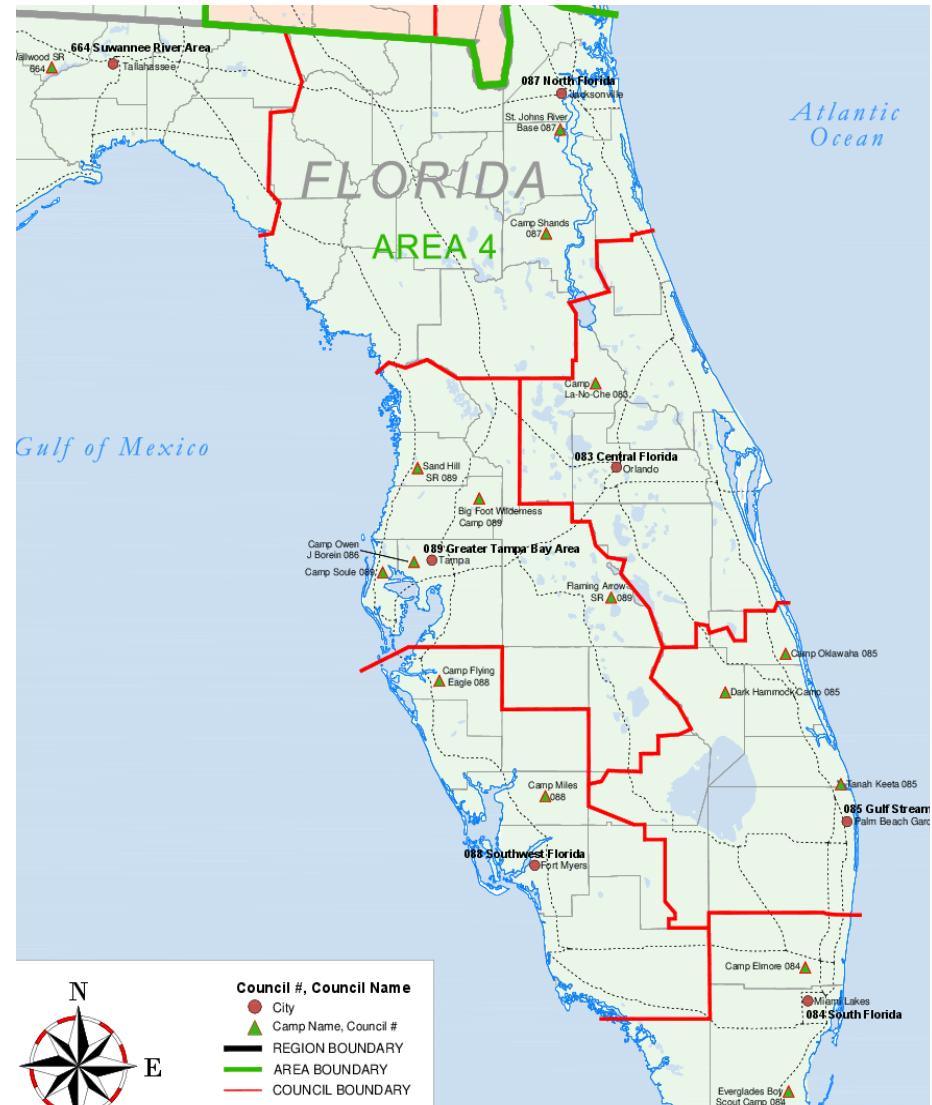 664 Suwannee River Area
Wallwood SR
664
Tallahassee
087 North Florida
Jacksonville
St. Johns River
Base 087
Atlantic
Ocean
FLORIDA
Camp Shands
087
AREA 4
Camp
La-No-Che 083
Gulf of Mexico
083 Central Florida
Orlando
Sand Hill
SR 089
Big Foot Wilderness
Camp 089
Camp Owen
J Borein 086
089 Greater Tampa Bay Area
Tampa
Camp Soule 089
Flaming Arrow
SR 089
Camp Oklawaha 085
Camp Flying
Eagle 088
Dark Hammock Camp 085
Camp Miles
088
Tanah Keeta 085
085 Gulf Stream
Palm Beach Gard
088 Southwest Florida
Fort Myers
Camp Elmore 084
Miami Lakes
084 South Florida
Everglades Boy
Scout Camp 084
N
E
Council #, Council Name
City
Camp Name, Council #
REGION BOUNDARY
AREA BOUNDARY
COUNCIL BOUNDARY